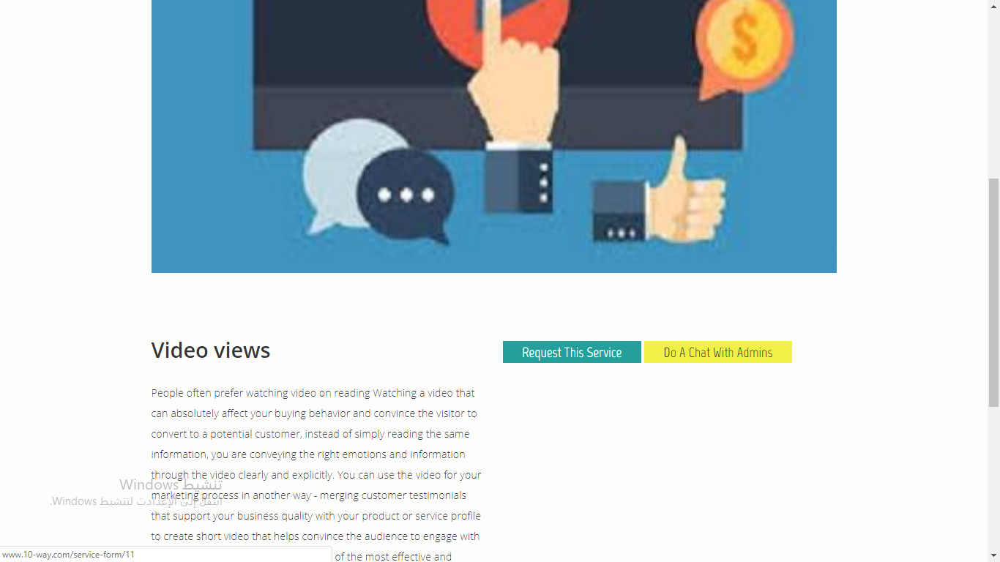 $
Video views
Request This Service
Do A Chat With Admins
People often prefer watching video on reading Watching a video that
can absolutely affect your buying behavior and convince the visitor to
convert to a potential customer, instead of simply reading the same
information, you are conveying the right emotions and information
through the video clearly and explicitly. You can use the video for your
marketing process in another way - merging customer testimonials
that support your business quality with your product or service profile
to create short video that helps convince the audience to engage with
of the most effective and
تنشيط Windows
انتقل إلى الإعدادات لتنشيط Windows.
www.10-way.com/service-form/11